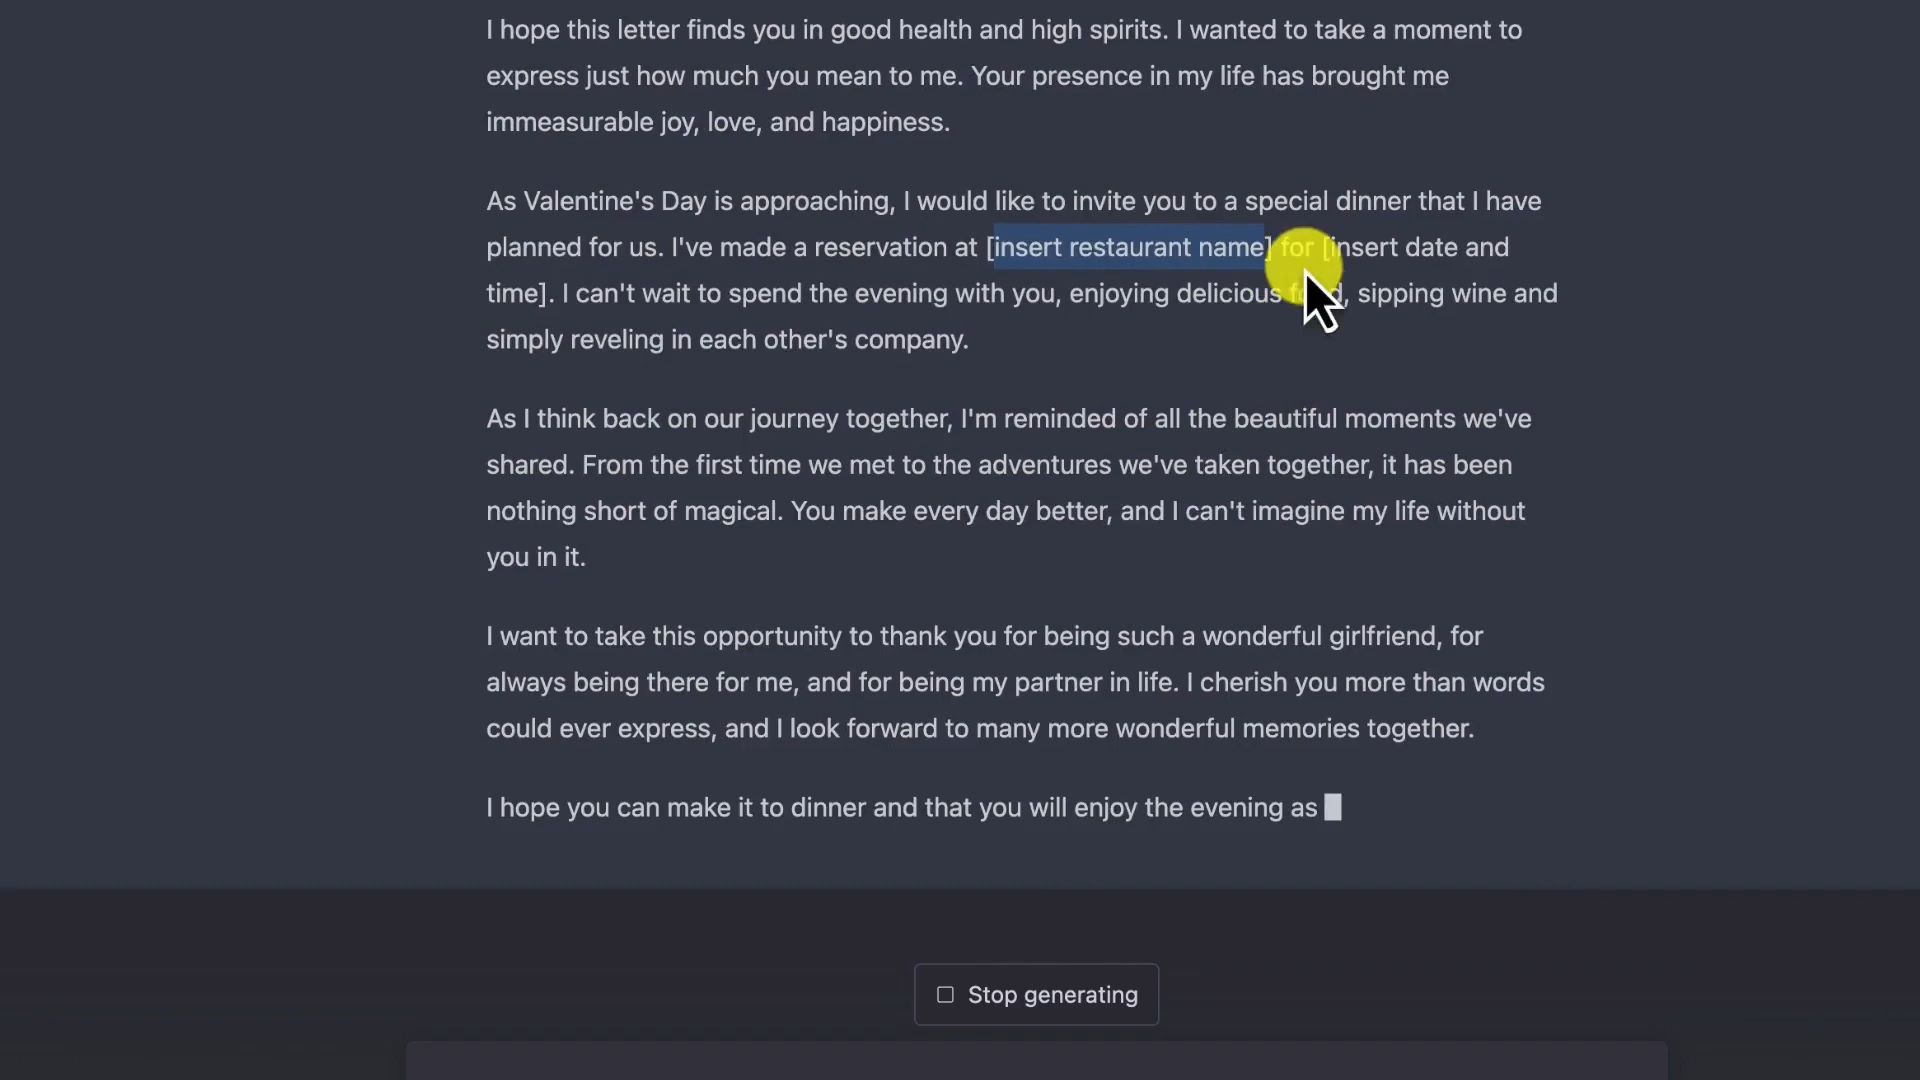 I hope this letter finds you in good health and high spirits. I wanted to take a moment to
express just how much you mean to me. Your presence in my life has brought me
immeasurable joy, love, and happiness.
As Valentine's Day is approaching, I would like to invite you to a special dinner that I have
planned for us. I've made a reservation at [insert restaurant name] for [insert date and
time]. I can't wait to spend the evening with you, enjoying delicious food, sipping wine and
simply reveling in each other's company.
As I think back on our journey together, I'm reminded of all the beautiful moments we've
shared. From the first time we met to the adventures we've taken together, it has been
nothing short of magical. You make every day better, and I can't imagine my life without
you in it.
I want to take this opportunity to thank you for being such a wonderful girlfriend, for
always being there for me, and for being my partner in life. I cherish you more than words
could ever express, and I look forward to many more wonderful memories together.
I hope you can make it to dinner and that you will enjoy the evening as
Stop generating